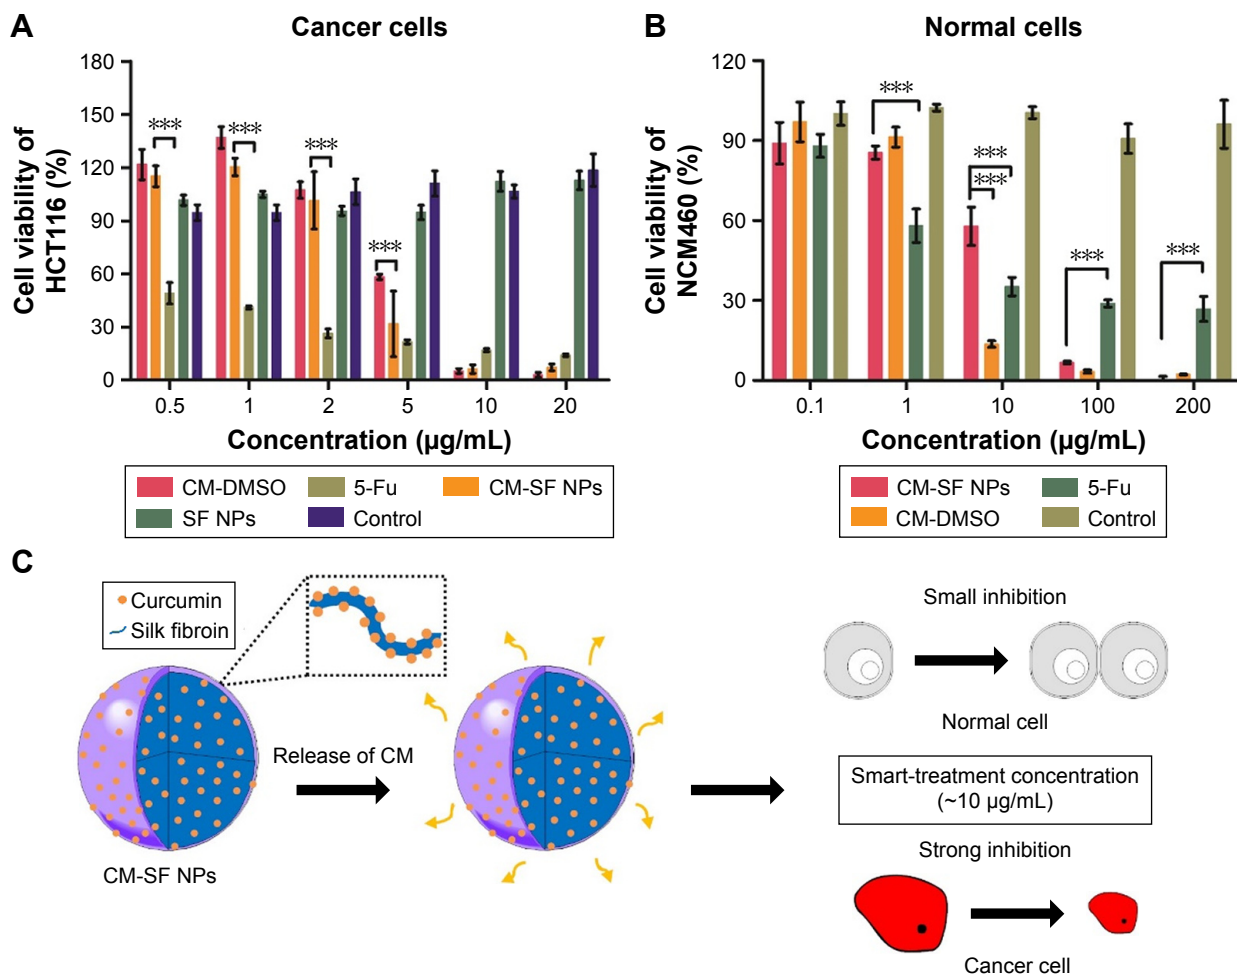 A
Cancer cells
Cell viability of
HCT116 (%)
180
150
120
90
60
30
0
***
***
***
***
0.5 1 2 5 10 20
Concentration (µg/mL)
CM-DMSO 5-Fu CM-SF NPs
SF NPs Control
B
Normal cells
Cell viability of
NCM460 (%)
120
90
60
30
0
***
***
***
***
***
0.1 1 10 100 200
Concentration (µg/mL)
CM-SF NPs 5-Fu
CM-DMSO Control
C
Curcumin
Silk fibroin
CM-SF NPs
Release of CM
Small inhibition
Normal cell
Smart-treatment concentration
(~10 µg/mL)
Strong inhibition
Cancer cell